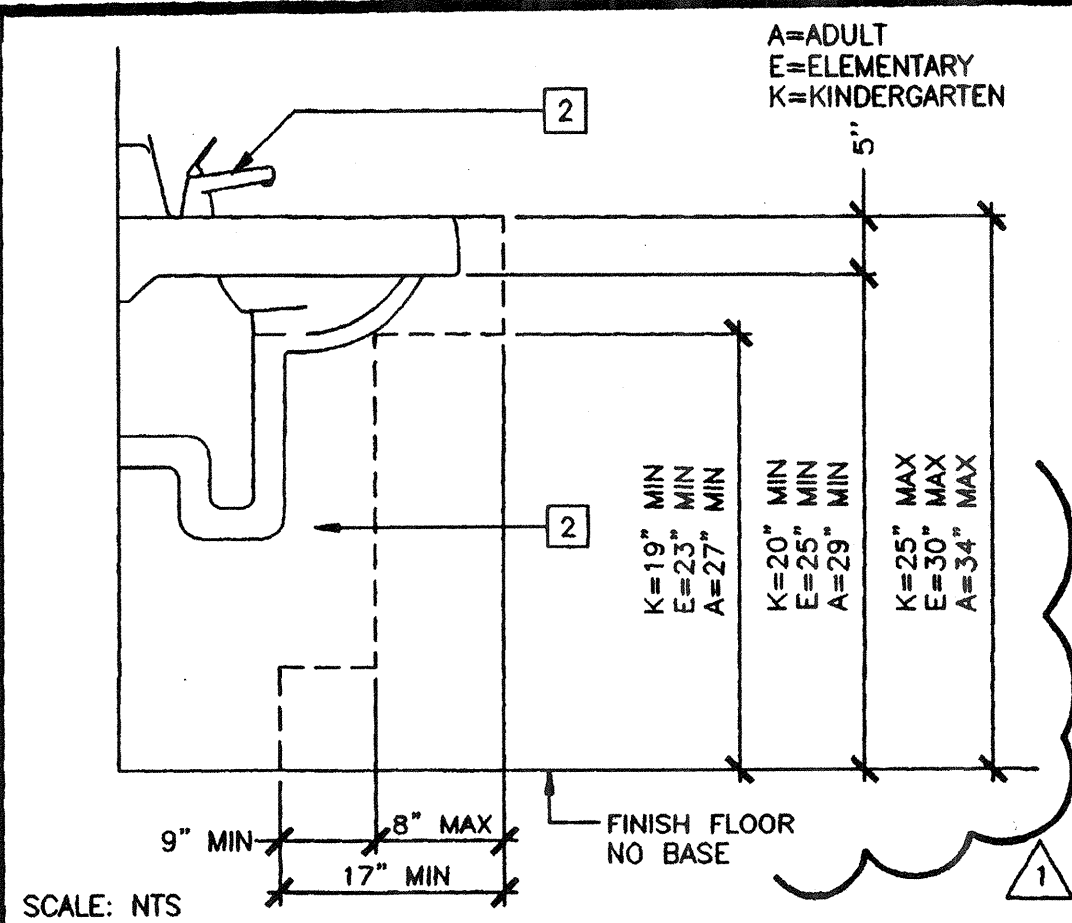 A=ADULT
E=ELEMENTARY
K=KINDERGARTEN
5"
2
2
K=19" MIN
E=23" MIN
A=27" MIN
K=20" MIN
E=25" MIN
A=29" MIN
K=25" MAX
E=30" MAX
A=34" MAX
9" MIN
8" MAX
17" MIN
FINISH FLOOR
NO BASE
1
SCALE: NTS